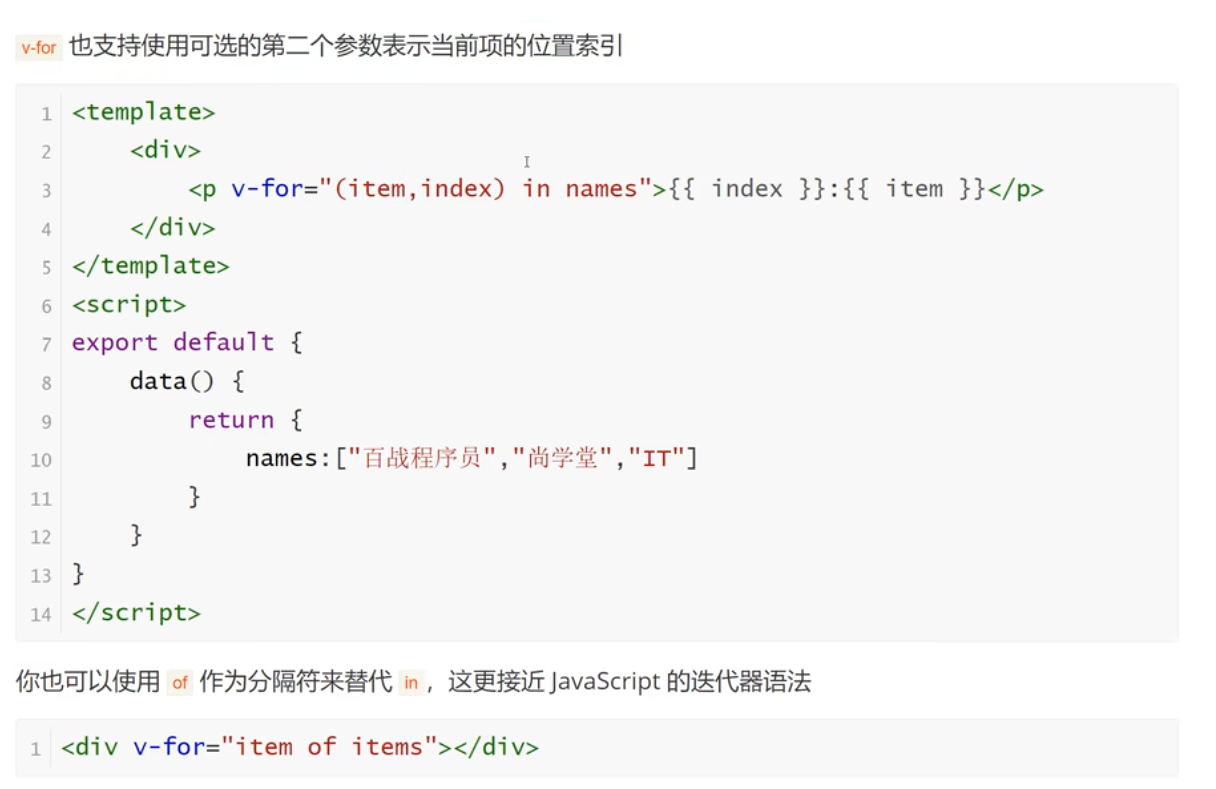 v-for 也支持使用可选的第二个参数表示当前项的位置索引
1 <template>
2     <div>
3         <p v-for="(item,index) in names">{{ index }}:{{ item }}</p>
4     </div>
5 </template>
6 <script>
7 export default {
8     data() {
9         return {
10             names:["百战程序员","尚学堂","IT"]
11         }
12     }
13 }
14 </script>
你也可以使用 of 作为分隔符来替代 in，这更接近 JavaScript 的迭代器语法
1 <div v-for="item of items"></div>